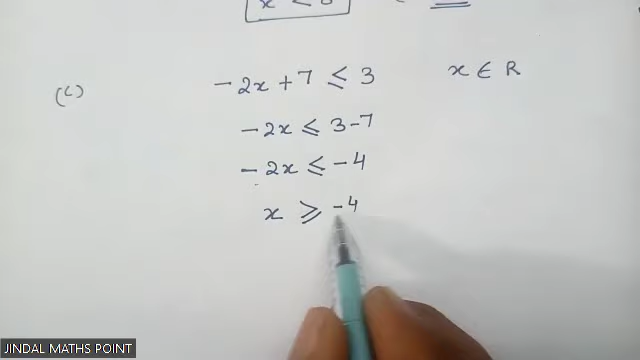 (c) -2x + 7 ≤ 3 x ∈ R
-2x ≤ 3 - 7
-2x ≤ -4
x ≥ -4
JINDAL MATHS POINT